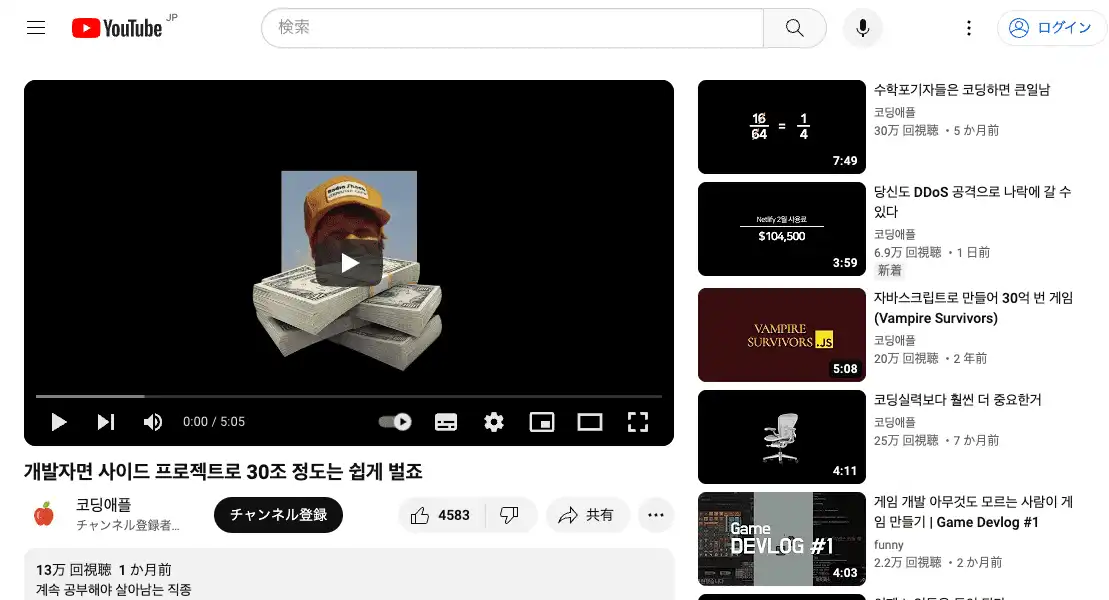 YouTube JP
検索
ログイン
Radio Shack
0:00 / 5:05
개발자면 사이드 프로젝트로 30조 정도는 쉽게 벌죠
코딩애플
チャンネル登録者...
チャンネル登録
4583
共有
13万 回視聴 1 か月前
계속 공부해야 살아남는 직종
16/64 = 1/4
7:49
수학포기자들은 코딩하면 큰일남
코딩애플
30万 回視聴 ・5 か月前
Netlify 2월 사용료
$104,500
3:59
당신도 DDoS 공격으로 나락에 갈 수
있다
코딩애플
6.9万 回視聴 ・1 日前
新着
VAMPIRE
SURVIVORS .JS
5:08
자바스크립트로 만들어 30억 번 게임
(Vampire Survivors)
코딩애플
20万 回視聴 ・2 年前
4:11
코딩실력보다 훨씬 더 중요한거
코딩애플
25万 回視聴 ・7 か月前
Game
DEVLOG #1
4:03
게임 개발 아무것도 모르는 사람이 게
임 만들기 | Game Devlog #1
funny
2.2万 回視聴 ・2 か月前